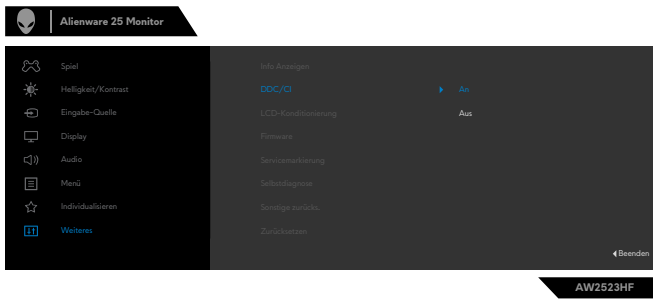 Alienware 25 Monitor
Spiel
Info Anzeigen
Helligkeit/Kontrast
DDC/CI
An
Eingabe-Quelle
LCD-Konditionierung
Aus
Display
Firmware
Audio
Servicemarkierung
Menü
Selbstdiagnose
Individualisieren
Sonstige zurücks.
Weiteres
Zurücksetzen
Beenden
AW2523HF